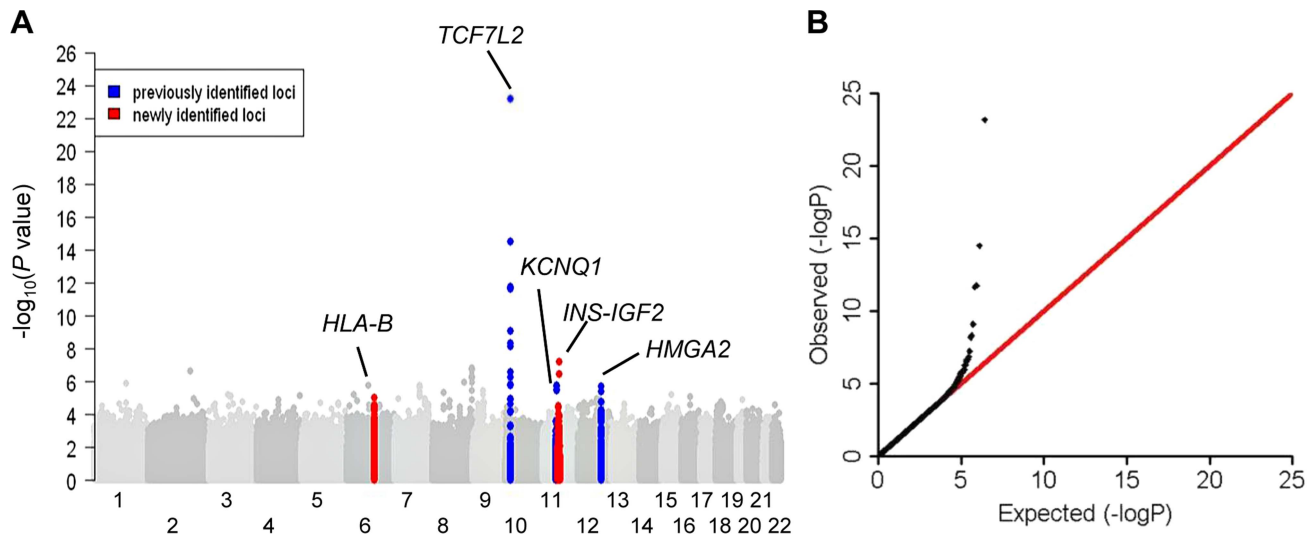 A
TCF7L2
26
24
22
20
18
16
14
12
10
8
6
4
2
0
-log10(P value)
previously identified loci
newly identified loci
KCNQ1
INS-IGF2
HLA-B
HMGA2
1 3 5 7 9 11 13 15 17 19 21
2 4 6 8 10 12 14 16 18 20 22
B
25
20
15
10
5
0
Observed (-logP)
0 5 10 15 20 25
Expected (-logP)